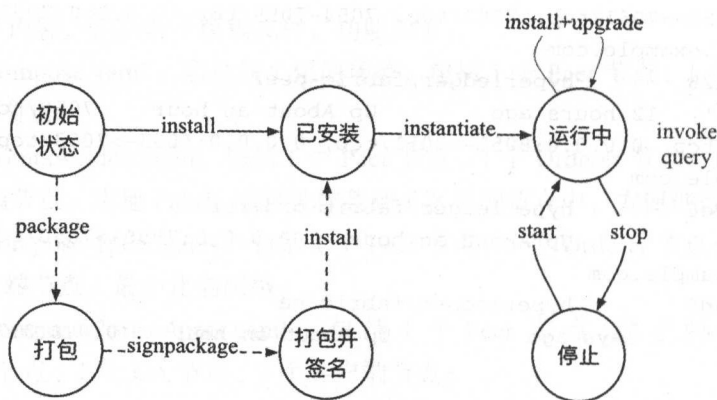 install+upgrade
初始
状态
install
已安装
instantiate
运行中
invoke
query
package
install
start
stop
打包
signpackage
打包并
签名
停止